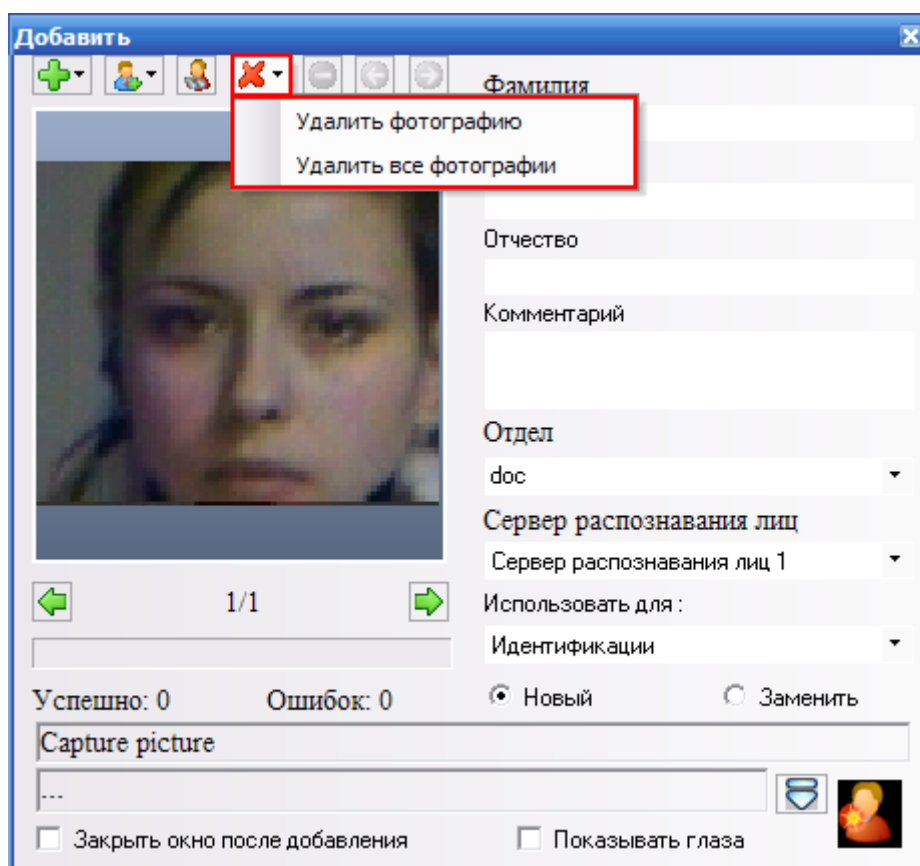 Добавить
Фамилия
Удалить фотографию
Удалить все фотографии
Отчество
Комментарий
Отдел
doc
Сервер распознавания лиц
Сервер распознавания лиц 1
1/1
Использовать для :
Идентификации
Успешно: 0 Ошибок: 0
Новый Заменить
Capture picture
...
Закрыть окно после добавления Показывать глаза